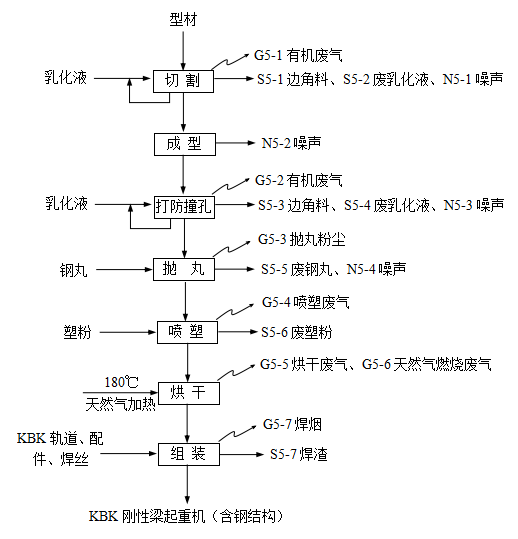 型材
G5-1 有机废气
乳化液
切 割
S5-1 边角料、S5-2 废乳化液、N5-1 噪声
成 型
N5-2 噪声
G5-2 有机废气
乳化液
打防撞孔
S5-3 边角料、S5-4 废乳化液、N5-3 噪声
G5-3 抛丸粉尘
钢丸
抛 丸
S5-5 废钢丸、N5-4 噪声
G5-4 喷塑废气
塑粉
喷 塑
S5-6 废塑粉
G5-5 烘干废气、G5-6 天然气燃烧废气
180℃
天然气加热
烘 干
G5-7 焊烟
KBK 轨道、配
件、焊丝
组 装
S5-7 焊渣
KBK 刚性梁起重机（含钢结构）